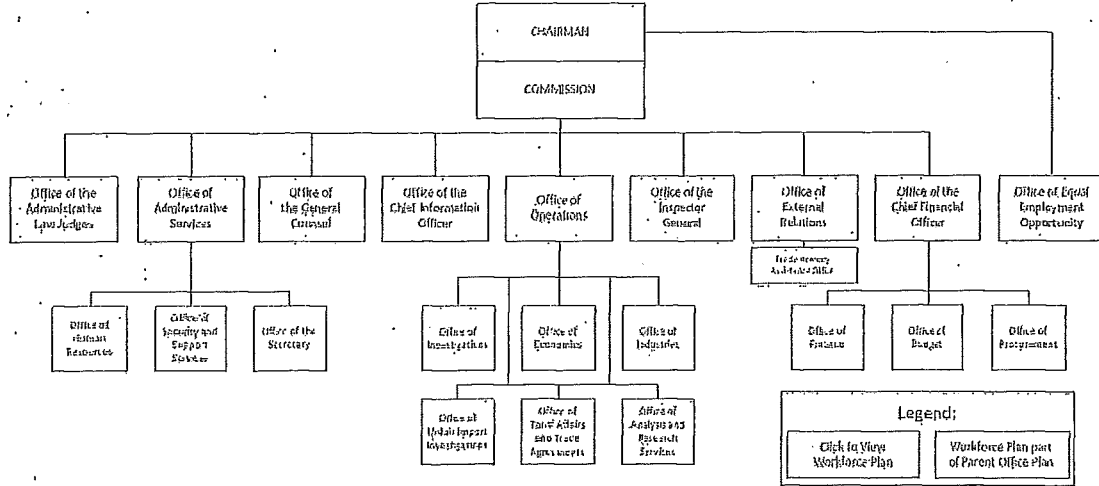 CHAIRMAN
COMMISSION
Office of the
Administrative
Law Judges
Office of
Administrative
Services
Office of
the General
Counsel
Office of the
Chief Information
Officer
Office of
Operations
Office of the
Inspector
General
Office of
External
Relations
Office of the
Chief Financial
Officer
Office of Equal
Employment
Opportunity
Trade Remedy
Assistance Office
Office of
Human
Resources
Office of
Security and
Support
Services
Office of the
Secretary
Office of
Investigations
Office of
Economics
Office of
Industries
Office of
Finance
Office of
Budget
Office of
Procurement
Office of
Unfair Import
Investigations
Office of
Tariff Affairs
and Trade
Agreements
Office of
Analysis and
Research
Services
Legend:
Click to View
Workforce Plan
Workforce Plan part
of Parent Office Plan